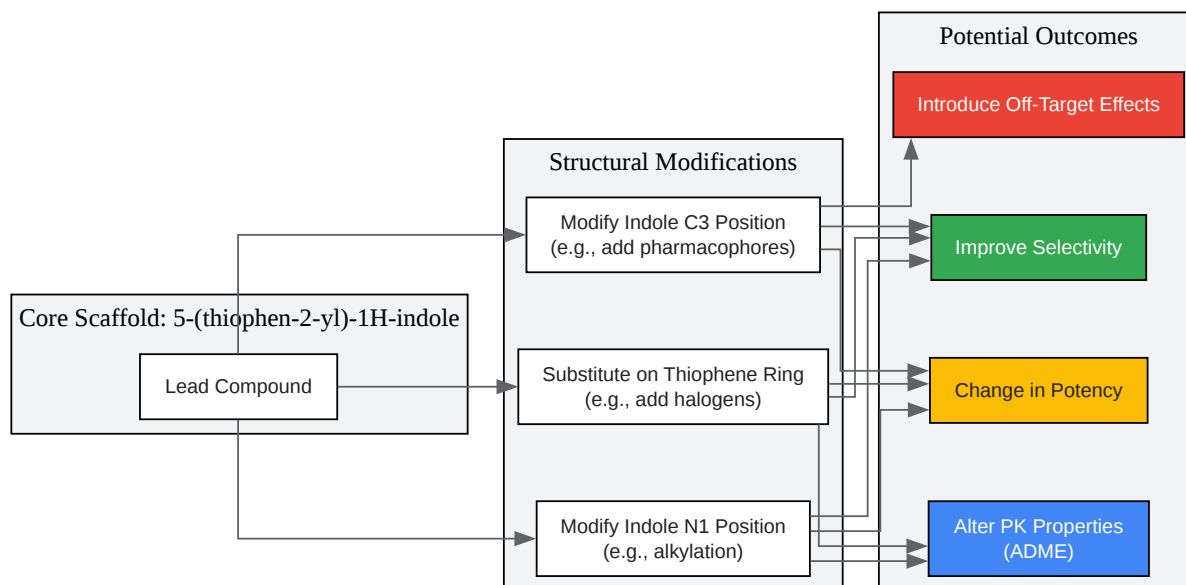 Core Scaffold: 5-(thiophen-2-yl)-1H-indole
Lead Compound
Structural Modifications
Modify Indole C3 Position
(e.g., add pharmacophores)
Substitute on Thiophene Ring
(e.g., add halogens)
Modify Indole N1 Position
(e.g., alkylation)
Potential Outcomes
Introduce Off-Target Effects
Improve Selectivity
Change in Potency
Alter PK Properties
(ADME)